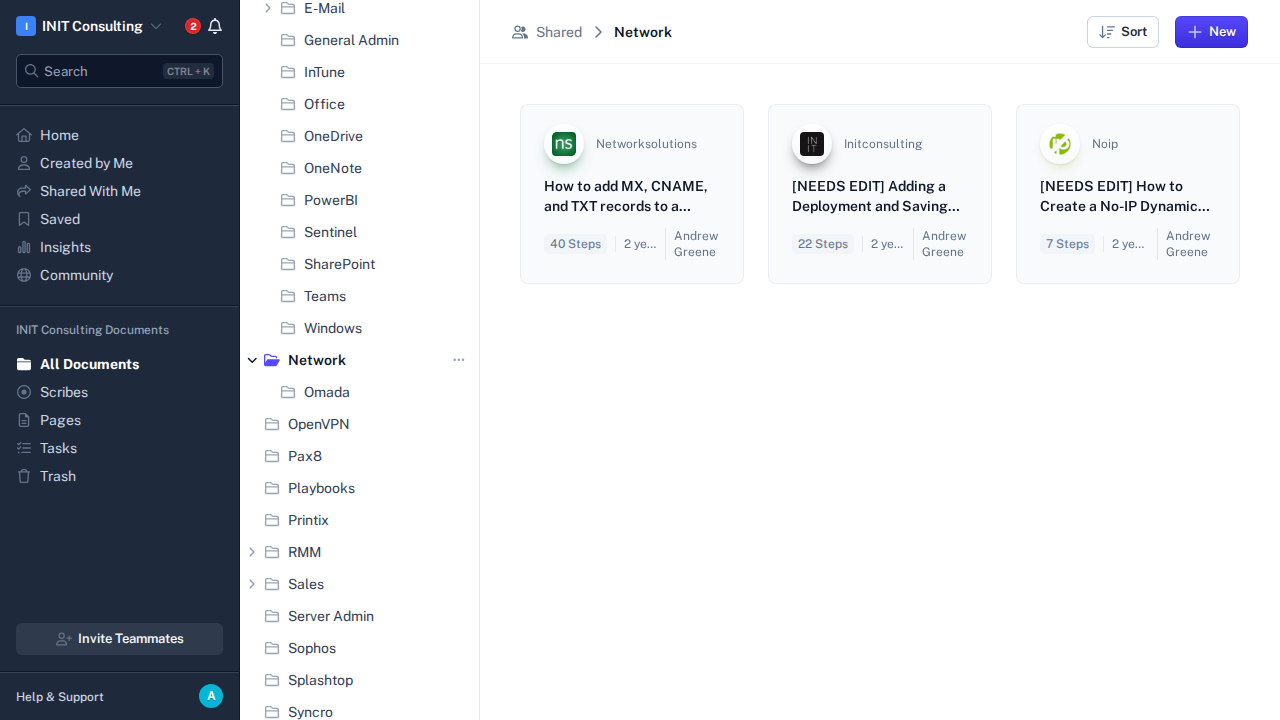 I INIT Consulting 2
Search CTRL + K
Home
Created by Me
Shared With Me
Saved
Insights
Community
INIT Consulting Documents
All Documents
Scribes
Pages
Tasks
Trash
Invite Teammates
Help & Support A
E-Mail
General Admin
InTune
Office
OneDrive
OneNote
PowerBI
Sentinel
SharePoint
Teams
Windows
Network
Omada
OpenVPN
Pax8
Playbooks
Printix
RMM
Sales
Server Admin
Sophos
Splashtop
Syncro
Shared Network Sort New
ns Networksolutions
How to add MX, CNAME,
and TXT records to a...
40 Steps 2 ye... Andrew
Greene
IN
IT
Initconsulting
[NEEDS EDIT] Adding a
Deployment and Saving...
22 Steps 2 ye... Andrew
Greene
Noip
[NEEDS EDIT] How to
Create a No-IP Dynamic...
7 Steps 2 ye... Andrew
Greene